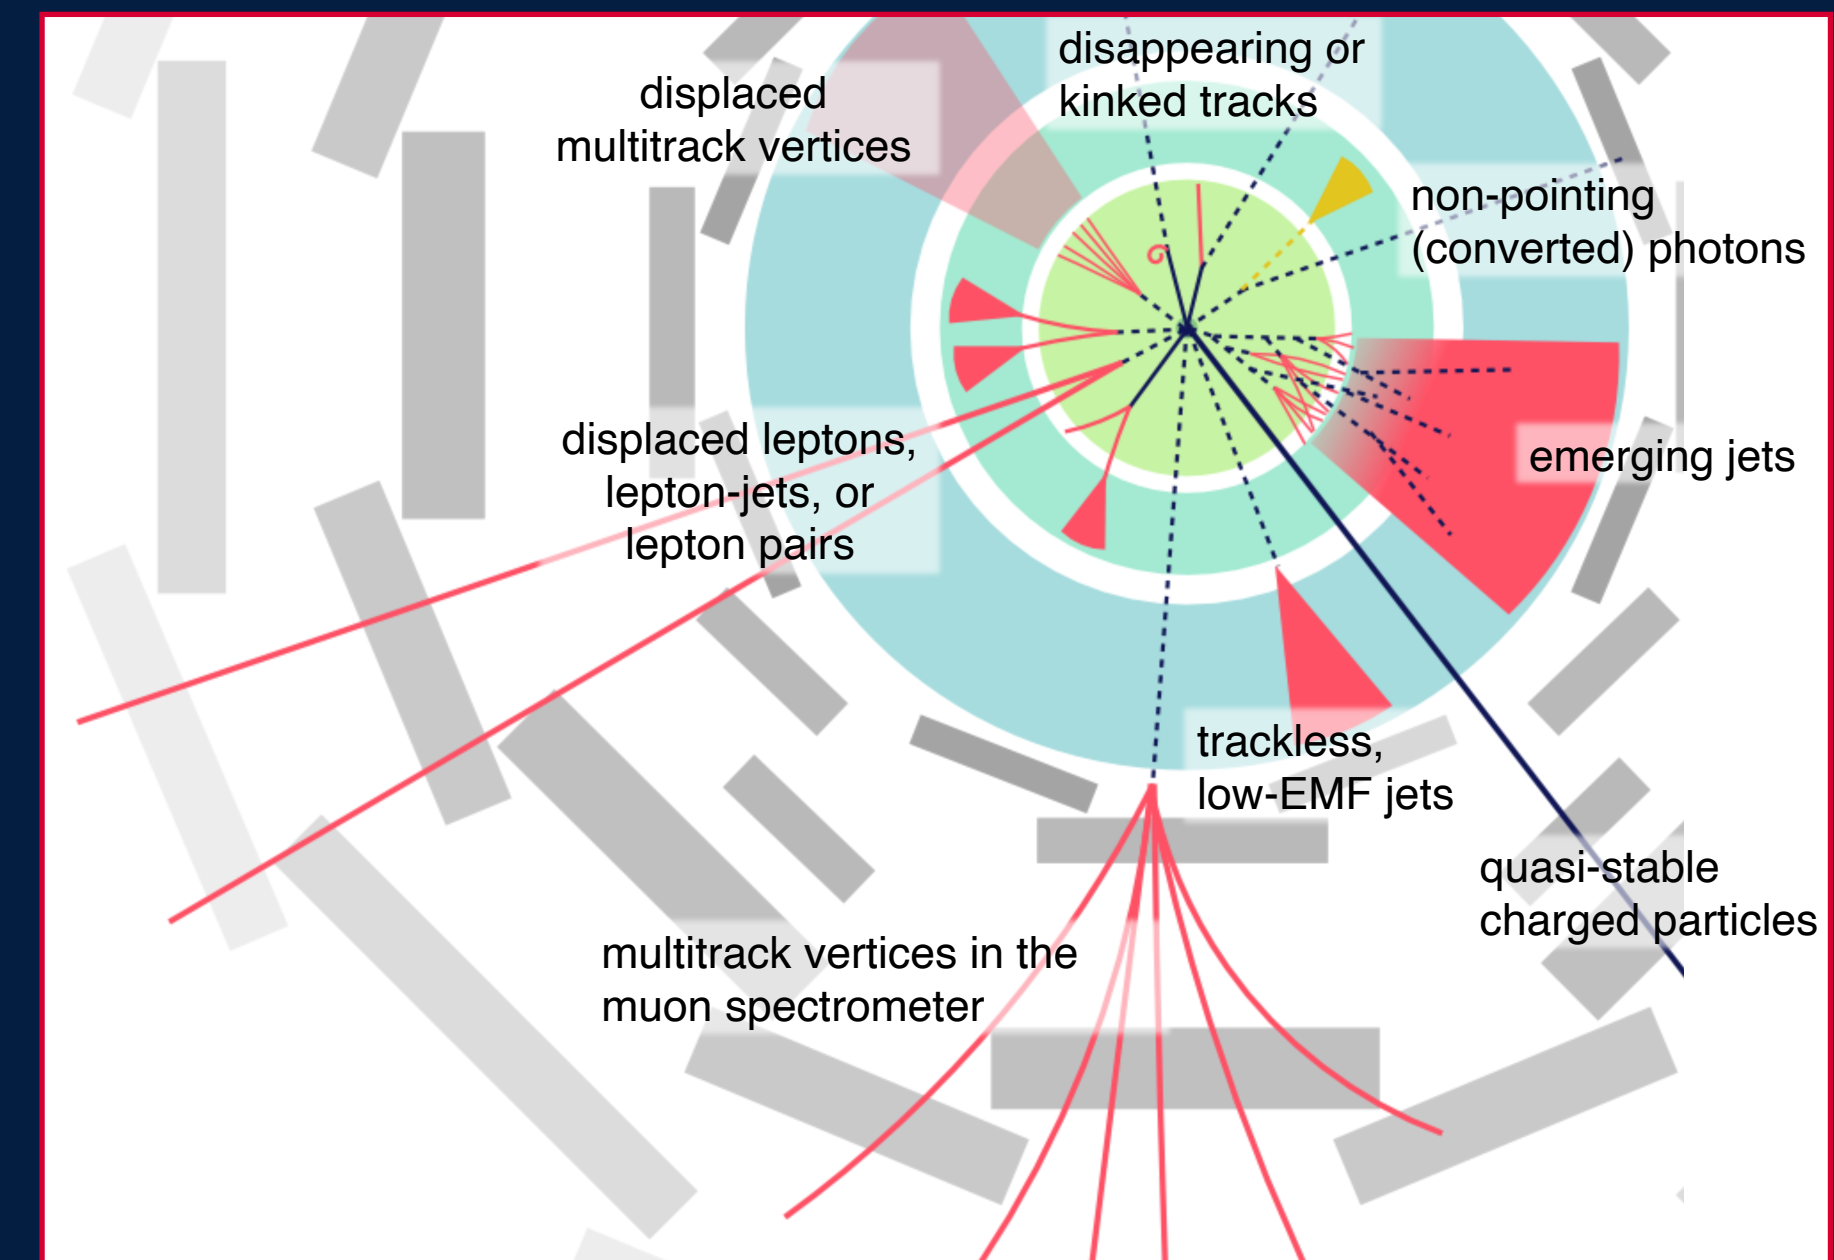 disappearing or
kinked tracks
displaced
multitrack vertices
non-pointing
(converted) photons
displaced leptons,
lepton-jets, or
lepton pairs
emerging jets
trackless,
low-EMF jets
quasi-stable
charged particles
multitrack vertices in the
muon spectrometer